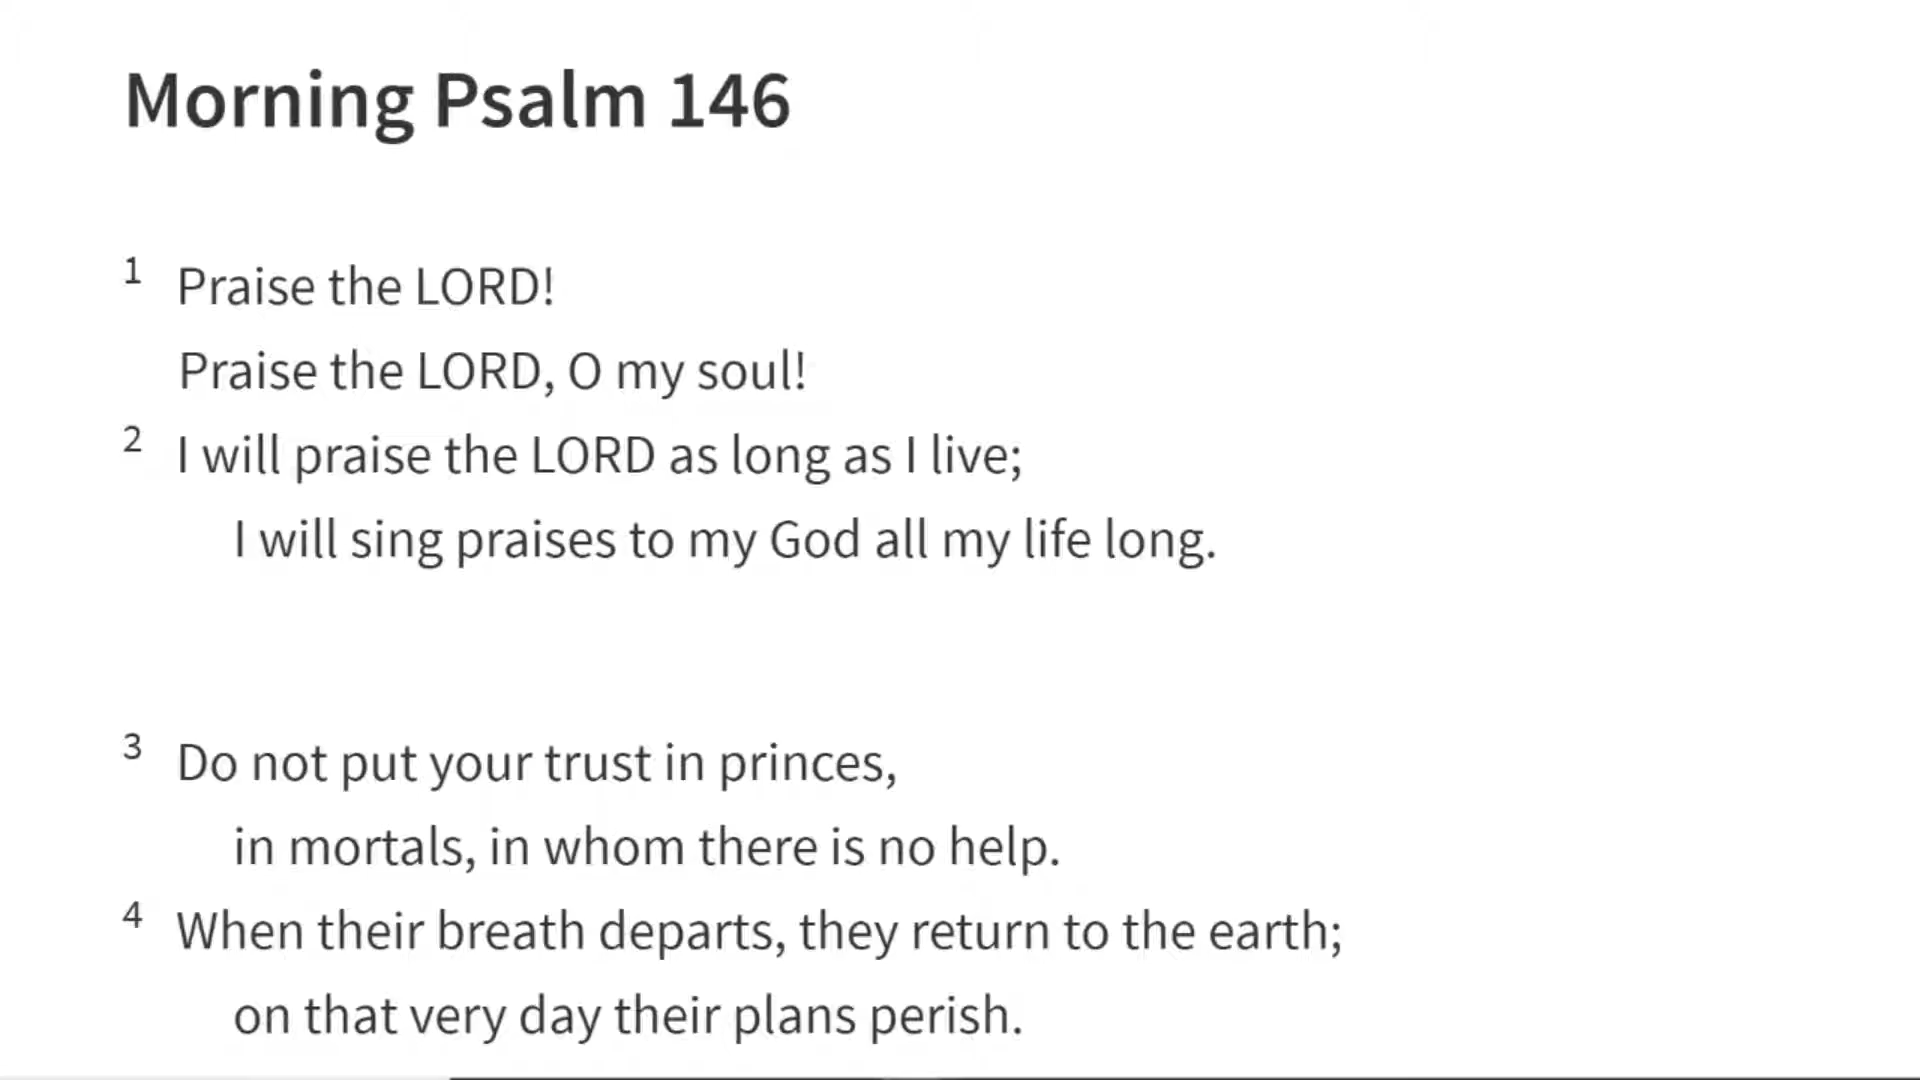 Morning Psalm 146
1 Praise the LORD!
Praise the LORD, O my soul!
2 I will praise the LORD as long as I live;
I will sing praises to my God all my life long.
3 Do not put your trust in princes,
in mortals, in whom there is no help.
4 When their breath departs, they return to the earth;
on that very day their plans perish.